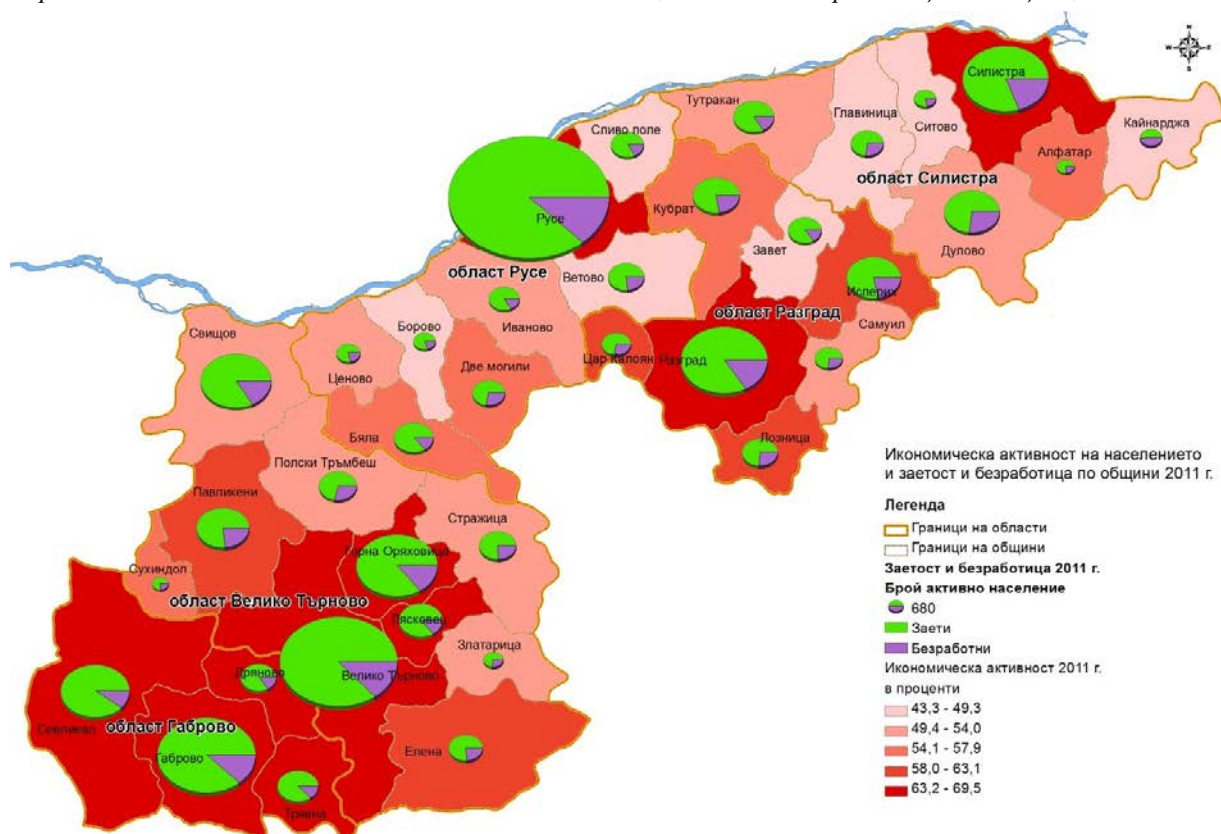 N
W
E
S
Силистра
Тутракан
Главиница
Ситово
Кайнарджа
Сливо поле
Алфатар
област Силистра
Русе
Кубрат
Завет
Дулово
област Русе
Ветово
Исперих
област Разград
Самуил
Иваново
Борово
Свищов
Цар Калоян
Разград
Две могили
Ценово
Бяла
Лозница
Полски Тръмбеш
Павликени
Стражица
Горна Оряховица
Сухиндол
област Велико Търново
Лясковец
Златарица
Дряново
Велико Търново
Севлиево
област Габрово
Габрово
Елена
Трявна
Икономическа активност на населението
и заетост и безработица по общини 2011 г.
Легенда
Граници на области
Граници на общини
Заетост и безработица 2011 г.
Брой активно население
680
Заети
Безработни
Икономическа активност 2011 г.
в проценти
43,3 - 49,3
49,4 - 54,0
54,1 - 57,9
58,0 - 63,1
63,2 - 69,5